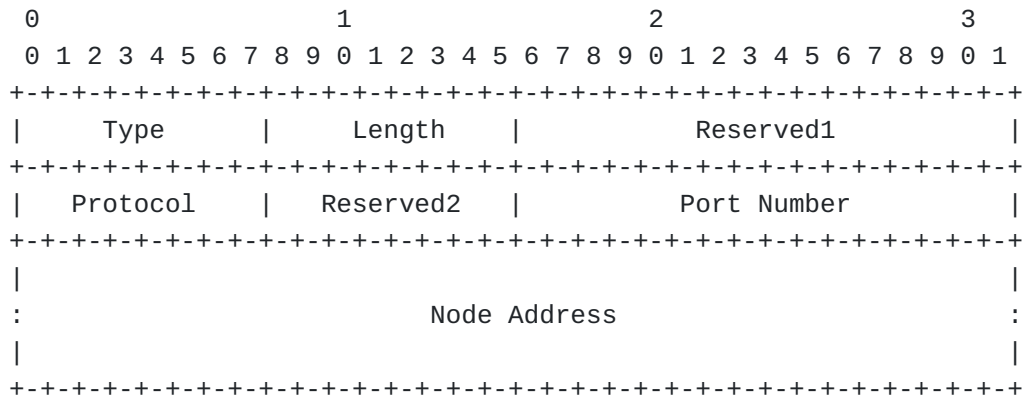 0                   1                   2                   3
 0 1 2 3 4 5 6 7 8 9 0 1 2 3 4 5 6 7 8 9 0 1 2 3 4 5 6 7 8 9 0 1
+-+-+-+-+-+-+-+-+-+-+-+-+-+-+-+-+-+-+-+-+-+-+-+-+-+-+-+-+-+-+-+-+
|     Type      |     Length    |           Reserved1           |
+-+-+-+-+-+-+-+-+-+-+-+-+-+-+-+-+-+-+-+-+-+-+-+-+-+-+-+-+-+-+-+-+
|   Protocol    |   Reserved2   |          Port Number          |
+-+-+-+-+-+-+-+-+-+-+-+-+-+-+-+-+-+-+-+-+-+-+-+-+-+-+-+-+-+-+-+-+
|                                                               |
:                          Node Address                         :
|                                                               |
+-+-+-+-+-+-+-+-+-+-+-+-+-+-+-+-+-+-+-+-+-+-+-+-+-+-+-+-+-+-+-+-+